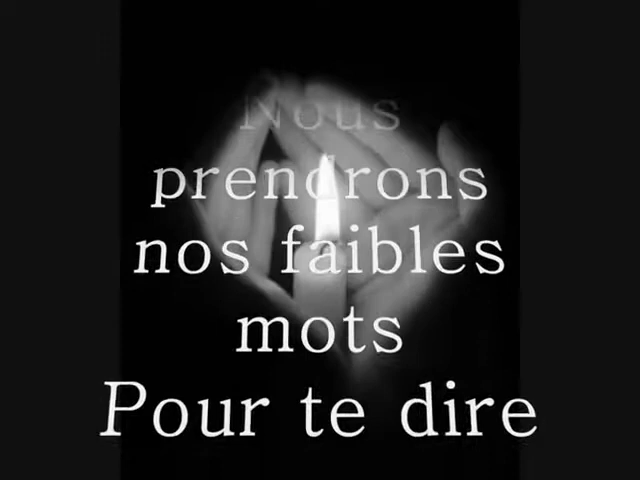 Nous
prendrons
nos faibles
mots
Pour te dire